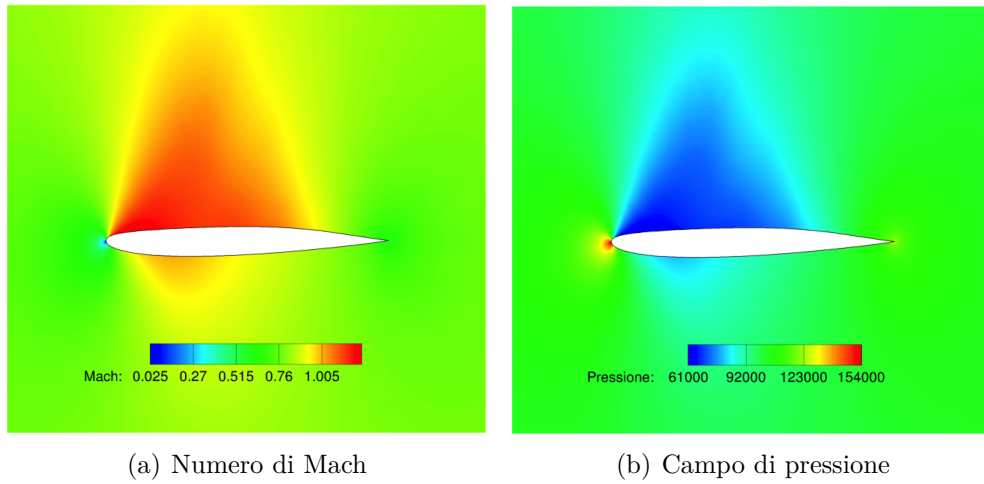 Mach: 0.025 0.27 0.515 0.76 1.005
Pressione: 61000 92000 123000 154000
(a) Numero di Mach
(b) Campo di pressione